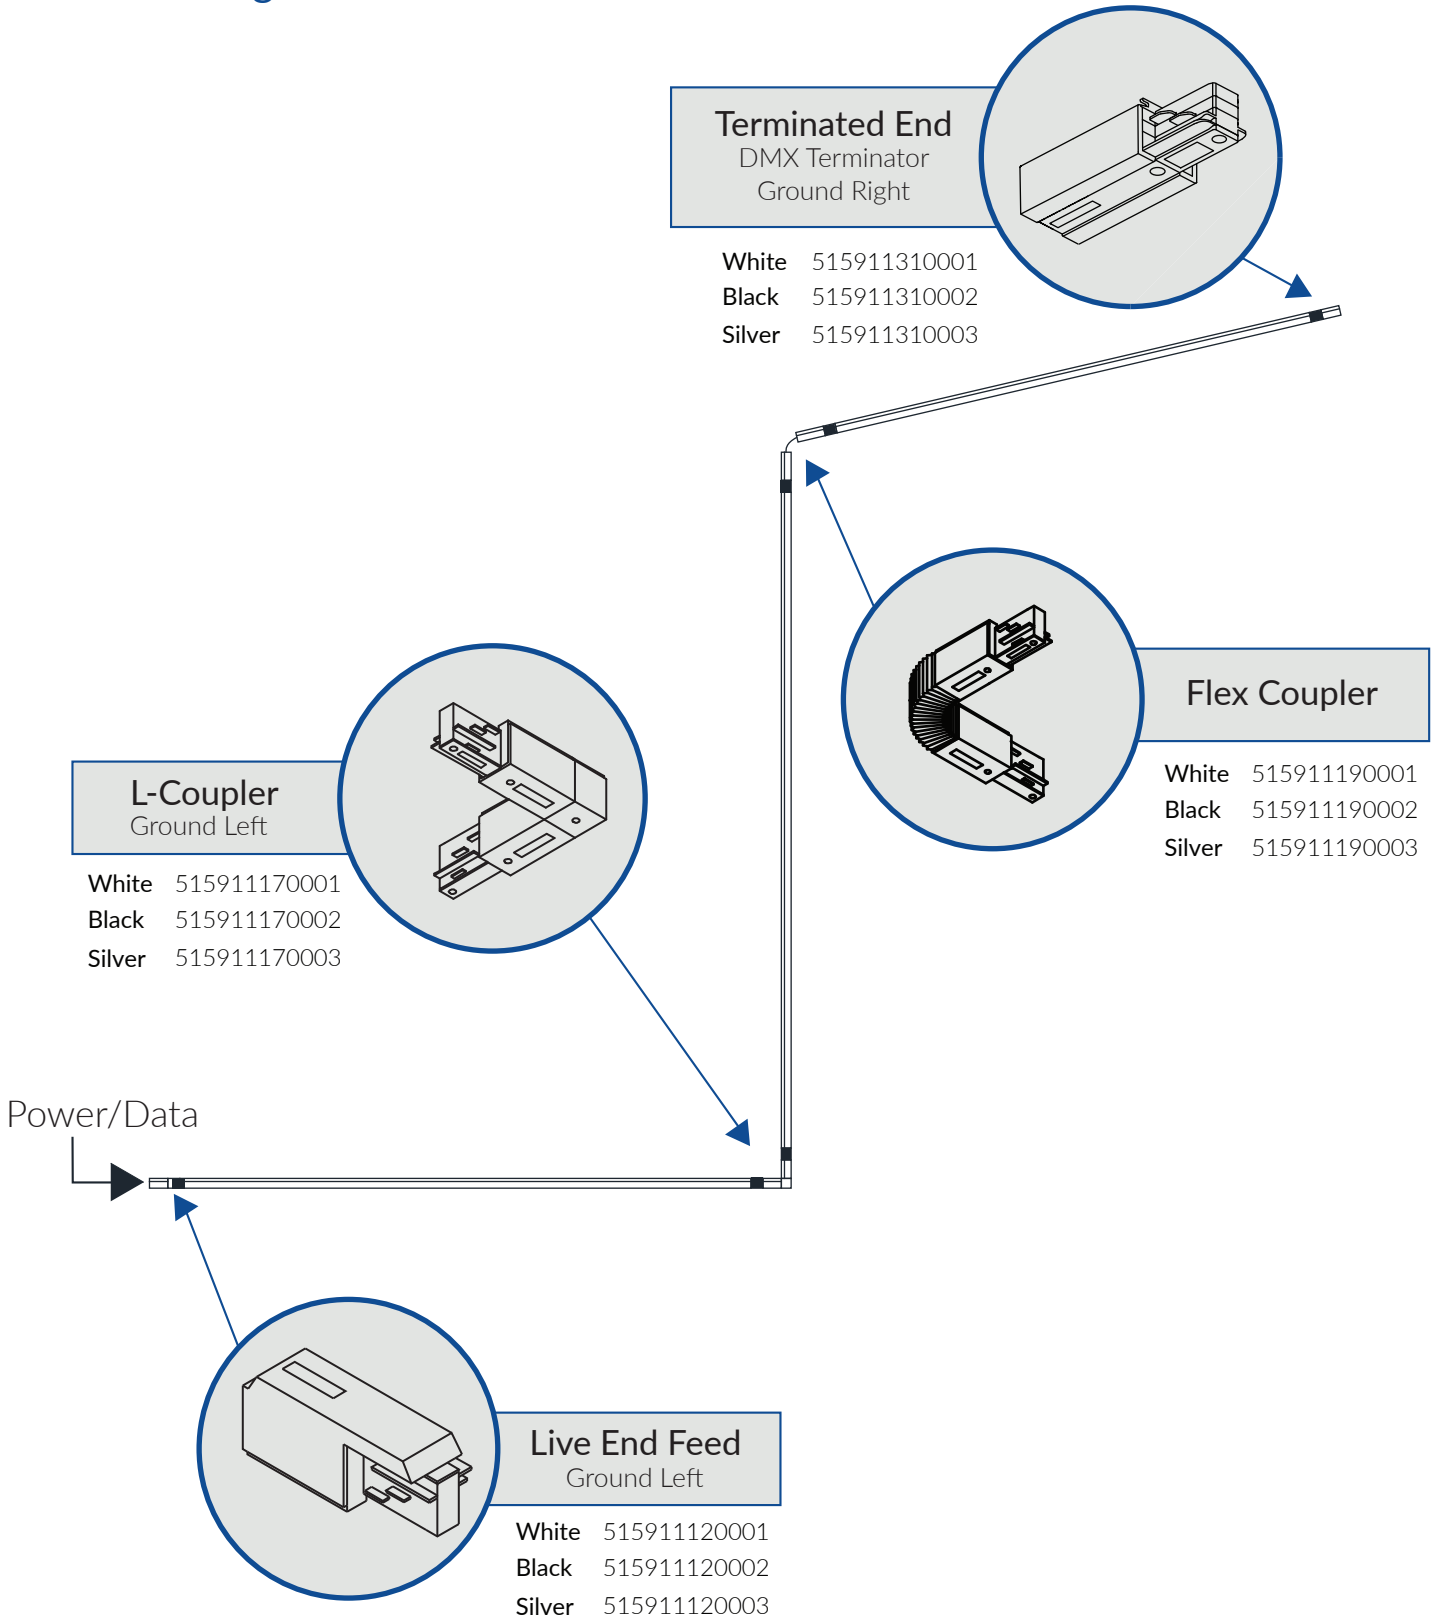 Terminated End
DMX Terminator
Ground Right
White 515911310001
Black 515911310002
Silver 515911310003
Flex Coupler
White 515911190001
Black 515911190002
Silver 515911190003
L-Coupler
Ground Left
White 515911170001
Black 515911170002
Silver 515911170003
Power/Data
Live End Feed
Ground Left
White 515911120001
Black 515911120002
Silver 515911120003